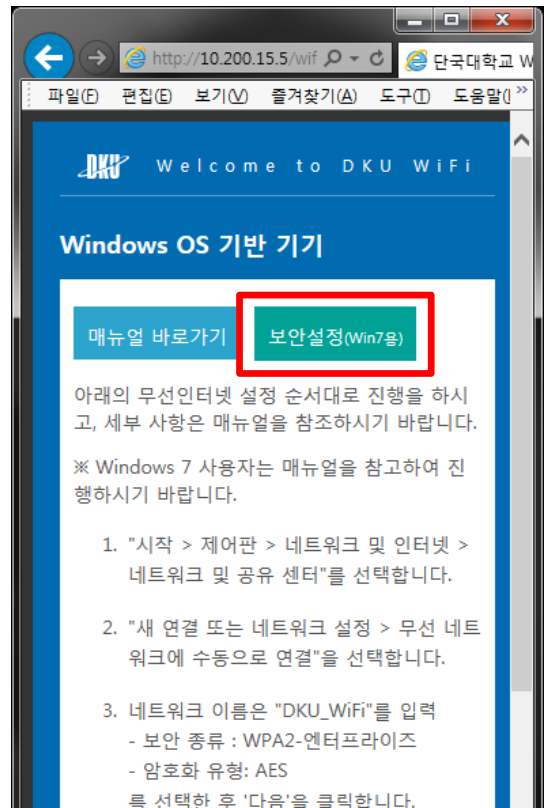 http://10.200.15.5/wif
단국대학교 W
파일(F) 편집(E) 보기(V) 즐겨찾기(A) 도구(T) 도움말(
DKU Welcome to DKU WiFi
Windows OS 기반 기기
매뉴얼 바로가기 보안설정(Win7용)
아래의 무선인터넷 설정 순서대로 진행을 하시
고, 세부 사항은 매뉴얼을 참조하시기 바랍니다.
※ Windows 7 사용자는 매뉴얼을 참고하여 진
행하시기 바랍니다.
1. "시작 > 제어판 > 네트워크 및 인터넷 >
네트워크 및 공유 센터"를 선택합니다.
2. "새 연결 또는 네트워크 설정 > 무선 네트
워크에 수동으로 연결"을 선택합니다.
3. 네트워크 이름은 "DKU_WiFi"를 입력
- 보안 종류 : WPA2-엔터프라이즈
- 암호화 유형: AES
를 선택한 후 '다음'을 클릭합니다.